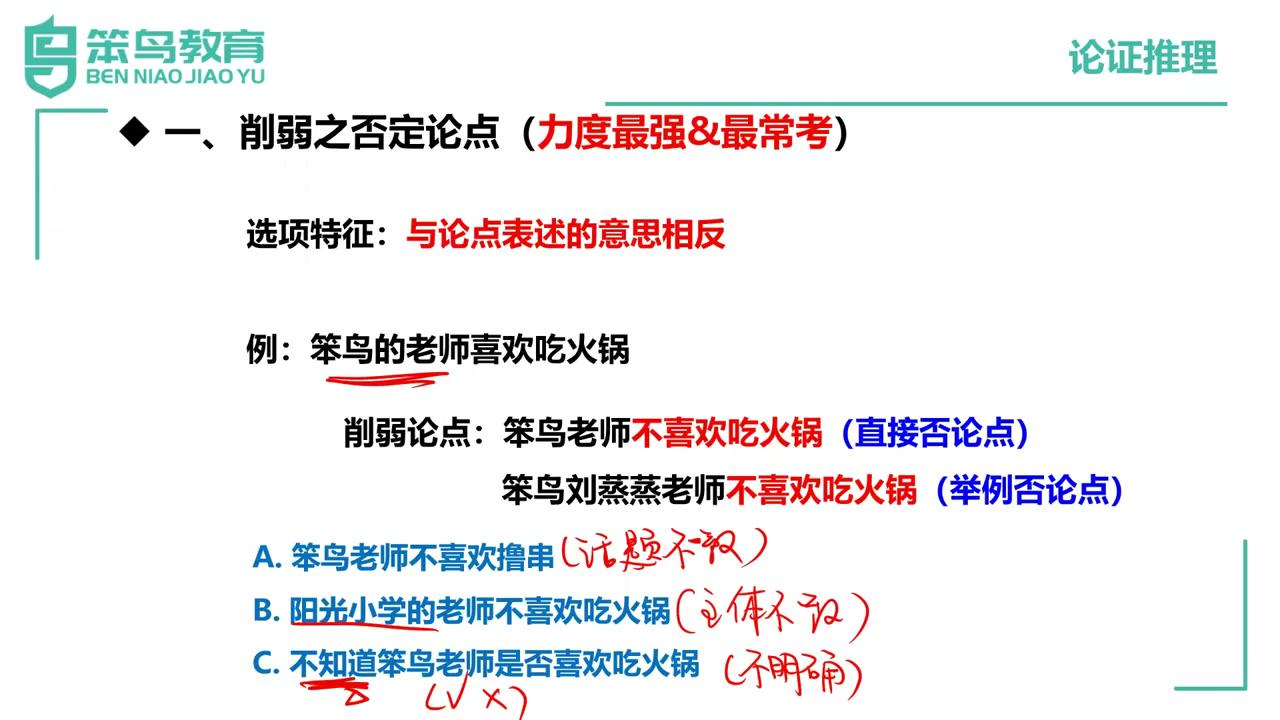 笨鸟教育
BEN NIAO JIAO YU
论证推理
◆ 一、削弱之否定论点（力度最强&最常考）
选项特征：与论点表述的意思相反
例：笨鸟的老师喜欢吃火锅
削弱论点：笨鸟老师不喜欢吃火锅（直接否论点）
笨鸟刘蒸蒸老师不喜欢吃火锅（举例否论点）
A. 笨鸟老师不喜欢撸串（话题不一致）
B. 阳光小学的老师不喜欢吃火锅（主体不一致）
C. 不知道笨鸟老师是否喜欢吃火锅（不明确）
（√ ×）